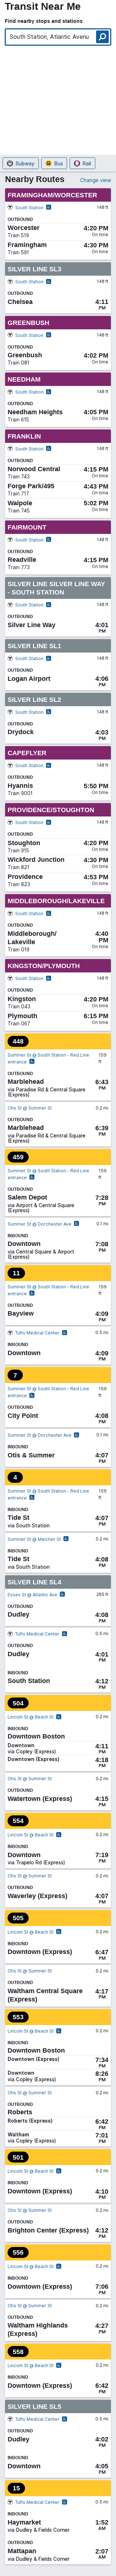 Transit Near Me
Find nearby stops and stations
South Station, Atlantic Avenu
Subway
Bus
Rail
Nearby Routes
Change view
FRAMINGHAM/WORCESTER
South Station
148 ft
OUTBOUND
Worcester
4:20 PM
Train 519
On time
Framingham
4:30 PM
Train 591
On time
SILVER LINE SL3
South Station
148 ft
OUTBOUND
Chelsea
4:11
PM
GREENBUSH
South Station
148 ft
OUTBOUND
Greenbush
4:02 PM
Train 081
On time
NEEDHAM
South Station
148 ft
OUTBOUND
Needham Heights
4:05 PM
Train 615
On time
FRANKLIN
South Station
148 ft
OUTBOUND
Norwood Central
4:15 PM
Train 743
On time
Forge Park/495
4:43 PM
Train 717
On time
Walpole
5:02 PM
Train 745
On time
FAIRMOUNT
South Station
148 ft
OUTBOUND
Readville
4:15 PM
Train 773
On time
SILVER LINE SILVER LINE WAY
- SOUTH STATION
South Station
148 ft
OUTBOUND
Silver Line Way
4:01
PM
SILVER LINE SL1
South Station
148 ft
OUTBOUND
Logan Airport
4:06
PM
SILVER LINE SL2
South Station
148 ft
OUTBOUND
Drydock
4:03
PM
CAPEFLYER
South Station
148 ft
OUTBOUND
Hyannis
5:50 PM
Train 9001
On time
PROVIDENCE/STOUGHTON
South Station
148 ft
OUTBOUND
Stoughton
4:20 PM
Train 915
On time
Wickford Junction
4:30 PM
Train 821
On time
Providence
4:53 PM
Train 823
On time
MIDDLEBOROUGH/LAKEVILLE
South Station
148 ft
OUTBOUND
Middleborough/
Lakeville
4:40
PM
Train 019
On time
KINGSTON/PLYMOUTH
South Station
148 ft
OUTBOUND
Kingston
4:20 PM
Train 043
On time
Plymouth
6:15 PM
Train 067
On time
448
Summer St @ South Station - Red Line
entrance
159
ft
OUTBOUND
Marblehead
6:43
PM
via Paradise Rd & Central Square
(Express)
Otis St @ Summer St
0.2 mi
OUTBOUND
Marblehead
6:39
PM
via Paradise Rd & Central Square
(Express)
459
Summer St @ South Station - Red Line
entrance
159
ft
OUTBOUND
Salem Depot
7:28
PM
via Airport & Central Square
(Express)
Summer St @ Dorchester Ave
0.1 mi
INBOUND
Downtown
7:08
PM
via Central Square & Airport
(Express)
11
Summer St @ South Station - Red Line
entrance
159
ft
OUTBOUND
Bayview
4:09
PM
Tufts Medical Center
0.5 mi
INBOUND
Downtown
4:09
PM
7
Summer St @ South Station - Red Line
entrance
159
ft
OUTBOUND
City Point
4:08
PM
Summer St @ Dorchester Ave
0.1 mi
INBOUND
Otis & Summer
4:07
PM
4
Summer St @ South Station - Red Line
entrance
159
ft
INBOUND
Tide St
4:07
PM
via South Station
Summer St @ Melcher St
0.2 mi
INBOUND
Tide St
4:08
PM
via South Station
SILVER LINE SL4
Essex St @ Atlantic Ave
285 ft
OUTBOUND
Dudley
4:08
PM
Tufts Medical Center
0.5 mi
OUTBOUND
Dudley
4:01
PM
INBOUND
South Station
4:12
PM
504
Lincoln St @ Beach St
0.2 mi
INBOUND
Downtown Boston
Downtown
4:11
PM
via Copley (Express)
Downtown (Express)
4:18
PM
Otis St @ Summer St
0.2 mi
OUTBOUND
Watertown (Express)
4:15
PM
554
Lincoln St @ Beach St
0.2 mi
INBOUND
Downtown
7:19
PM
via Trapelo Rd (Express)
Otis St @ Summer St
0.2 mi
OUTBOUND
Waverley (Express)
4:07
PM
505
Lincoln St @ Beach St
0.2 mi
INBOUND
Downtown (Express)
6:47
PM
Otis St @ Summer St
0.2 mi
OUTBOUND
Waltham Central Square
(Express)
4:17
PM
553
Lincoln St @ Beach St
0.2 mi
INBOUND
Downtown Boston
Downtown (Express)
7:34
PM
Downtown
8:26
PM
via Copley (Express)
Otis St @ Summer St
0.2 mi
OUTBOUND
Roberts
Roberts (Express)
6:42
PM
Waltham
7:01
PM
via Copley (Express)
501
Lincoln St @ Beach St
0.2 mi
INBOUND
Downtown (Express)
4:10
PM
Otis St @ Summer St
0.2 mi
OUTBOUND
Brighton Center (Express)
4:12
PM
556
Lincoln St @ Beach St
0.2 mi
INBOUND
Downtown (Express)
7:06
PM
Otis St @ Summer St
0.2 mi
OUTBOUND
Waltham Highlands
(Express)
4:27
PM
558
Lincoln St @ Beach St
0.2 mi
INBOUND
Downtown (Express)
6:42
PM
SILVER LINE SL5
Tufts Medical Center
0.5 mi
OUTBOUND
Dudley
4:02
PM
INBOUND
Downtown
4:05
PM
15
Tufts Medical Center
0.5 mi
INBOUND
Haymarket
1:52
AM
via Dudley & Fields Corner
OUTBOUND
Mattapan
2:07
AM
via Dudley & Fields Corner